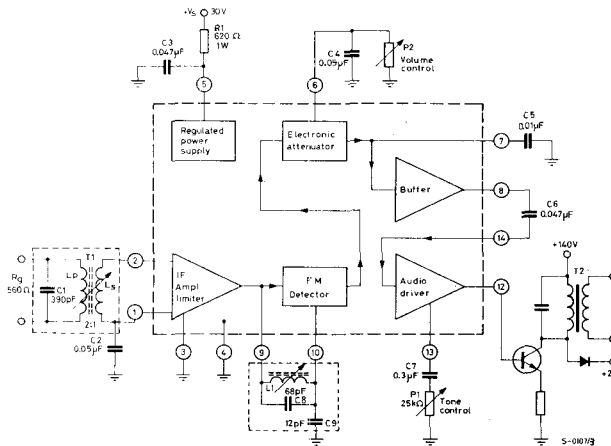 +Vs 30V
R1
620 Ω
1W
C3
0.047µF
5
C4
0.05µF
P2
Volume
control
6
Regulated
power
supply
Electronic
attenuator
7
C5
0.01µF
Buffer
8
C6
0.047µF
14
+140V
T2
Rg
560Ω
C1
390pF
Lp
T1
Ls
2:1
2
1
C2
0.05µF
IF
Ampl
limiter
FM
Detector
Audio
driver
12
3
4
9
10
13
L1
68pF
C8
12pF
C9
C7
0.3µF
P1
25kΩ
Tone
control
S-0107/3